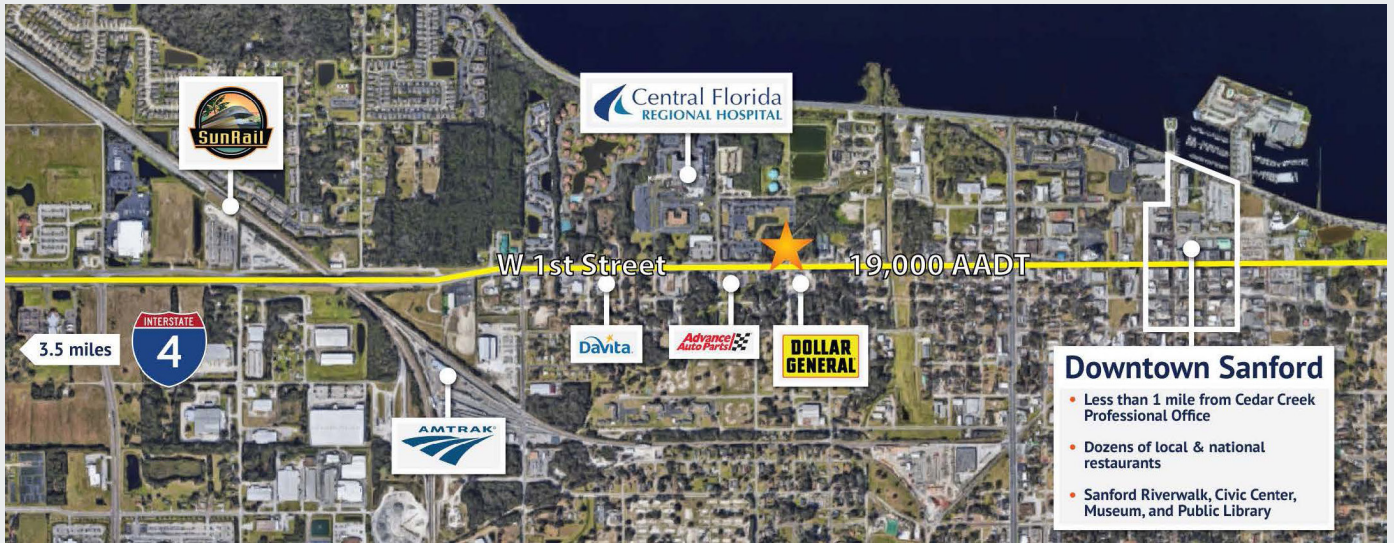 SunRail
Central Florida
REGIONAL HOSPITAL
W 1st Street
19,000 AADT
INTERSTATE
4
3.5 miles
DaVita
Advance
Auto Parts
DOLLAR
GENERAL
AMTRAK
Downtown Sanford
• Less than 1 mile from Cedar Creek
Professional Office
• Dozens of local & national
restaurants
• Sanford Riverwalk, Civic Center,
Museum, and Public Library